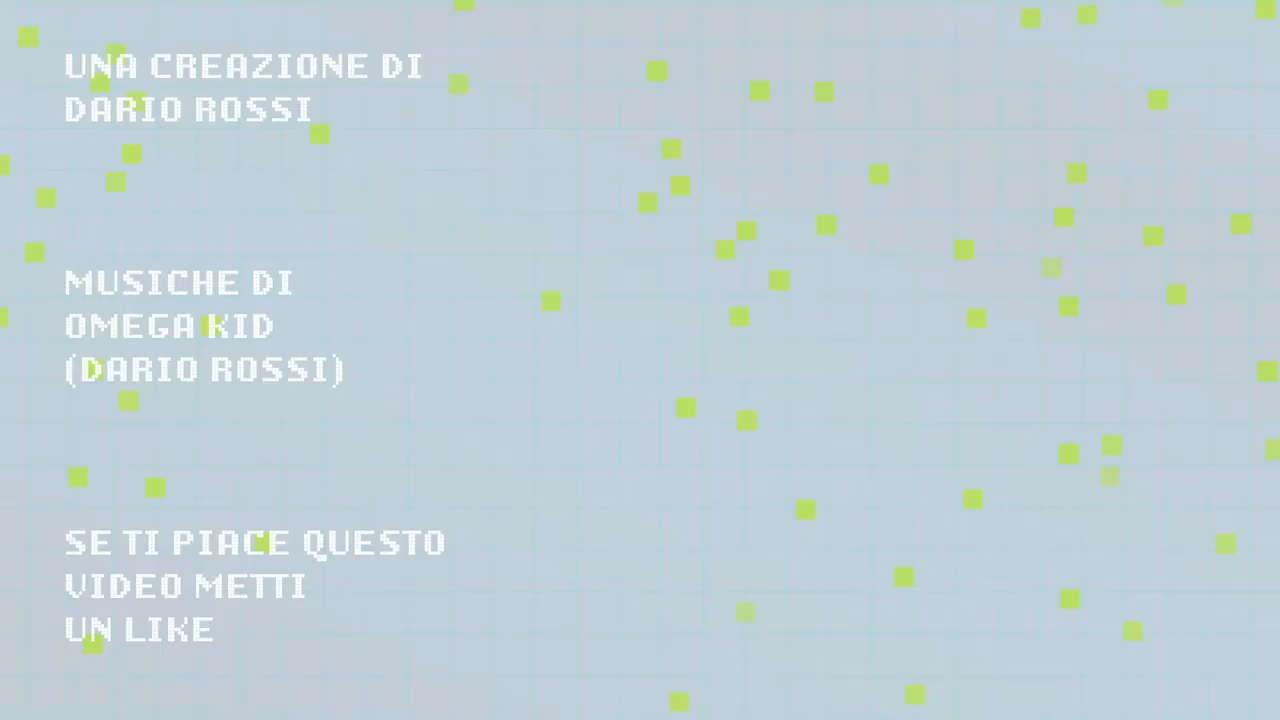 UNA CREAZIONE DI
DARIO ROSSI
MUSICHE DI
OMEGA KID
(DARIO ROSSI)
SE TI PIACE QUESTO
VIDEO METTI
UN LIKE